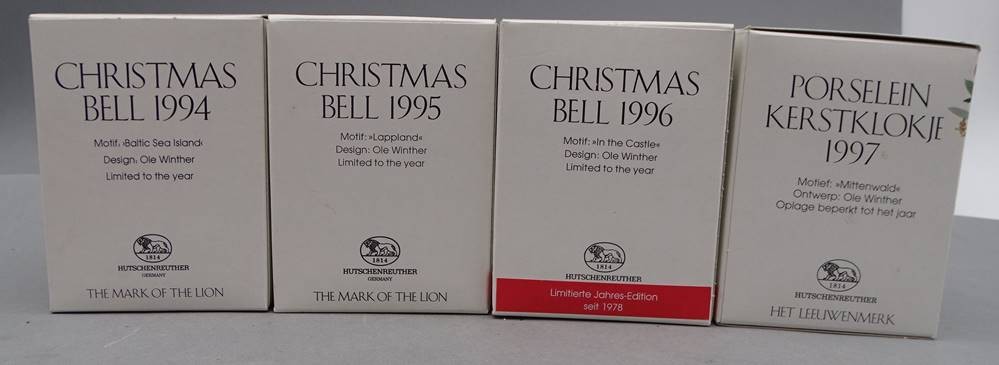 CHRISTMAS
BELL 1994
Motif: ›Baltic Sea Island‹
Design: Ole Winther
Limited to the year
1814
HUTSCHENREUTHER
GERMANY
THE MARK OF THE LION
CHRISTMAS
BELL 1995
Motif: »Lappland«
Design: Ole Winther
Limited to the year
1814
HUTSCHENREUTHER
GERMANY
THE MARK OF THE LION
CHRISTMAS
BELL 1996
Motif: »In the Castle«
Design: Ole Winther
Limited to the year
1814
HUTSCHENREUTHER
Limitierte Jahres-Edition
seit 1978
PORSELEIN
KERSTKLOKJE
1997
Motief: »Mittenwald«
Ontwerp: Ole Winther
Oplage beperkt tot het jaar
1814
HUTSCHENREUTHER
HET LEEUWENMERK